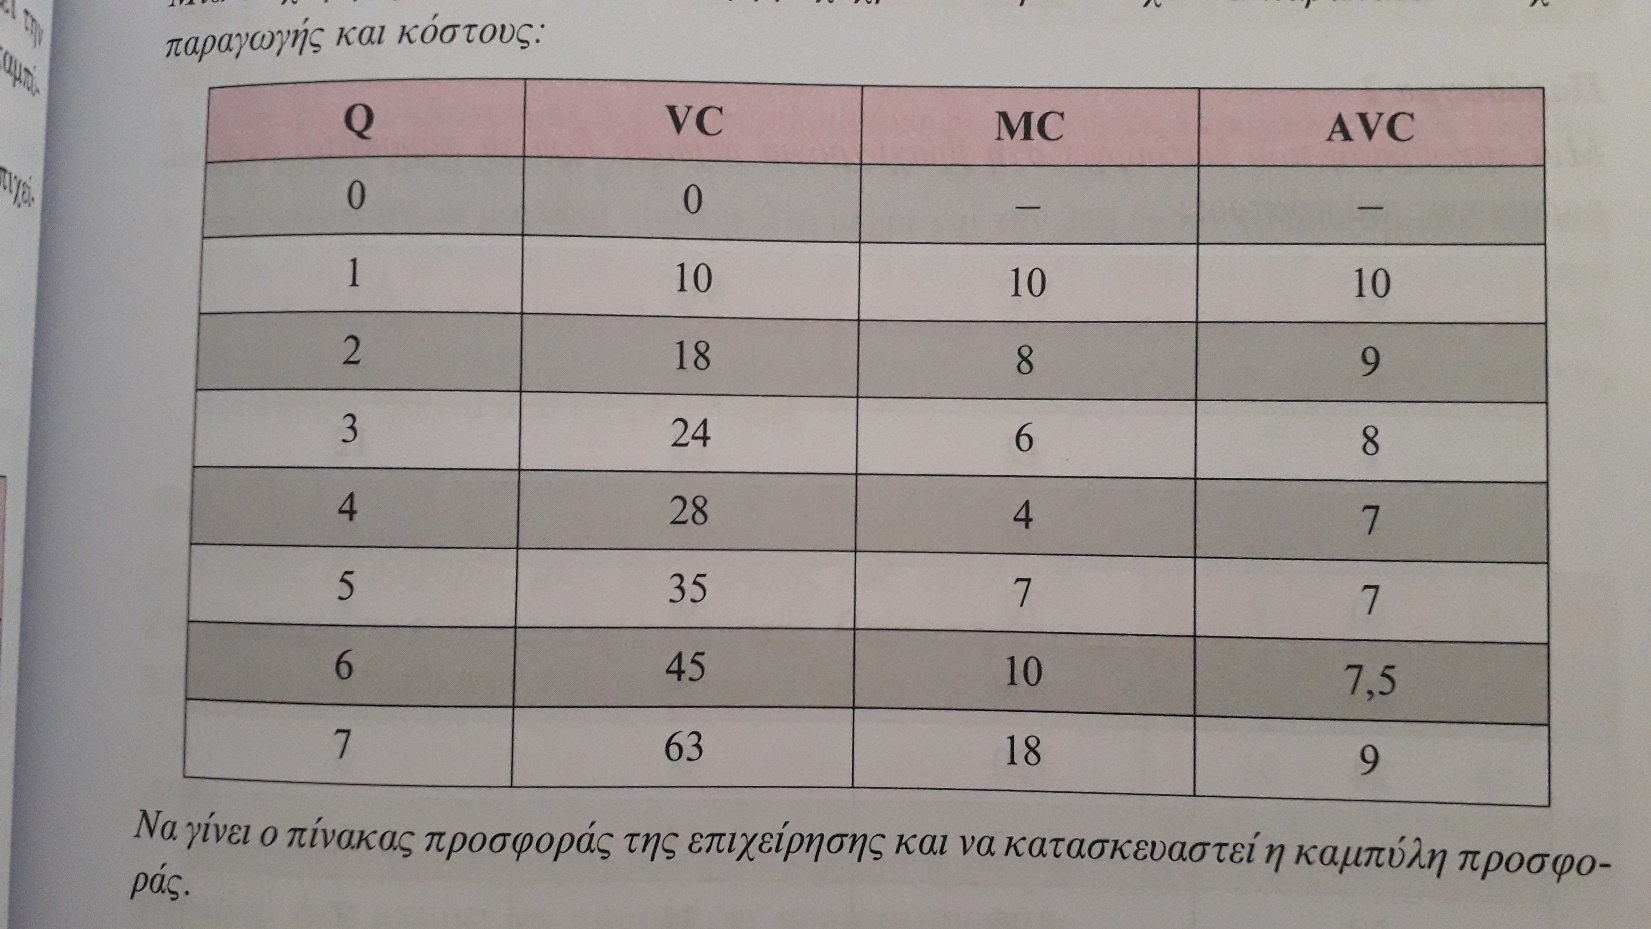 παραγωγής και κόστους:
Q VC MC AVC
0 0 – –
1 10 10 10
2 18 8 9
3 24 6 8
4 28 4 7
5 35 7 7
6 45 10 7,5
7 63 18 9
Να γίνει ο πίνακας προσφοράς της επιχείρησης και να κατασκευαστεί η καμπύλη προσφο-
ράς.